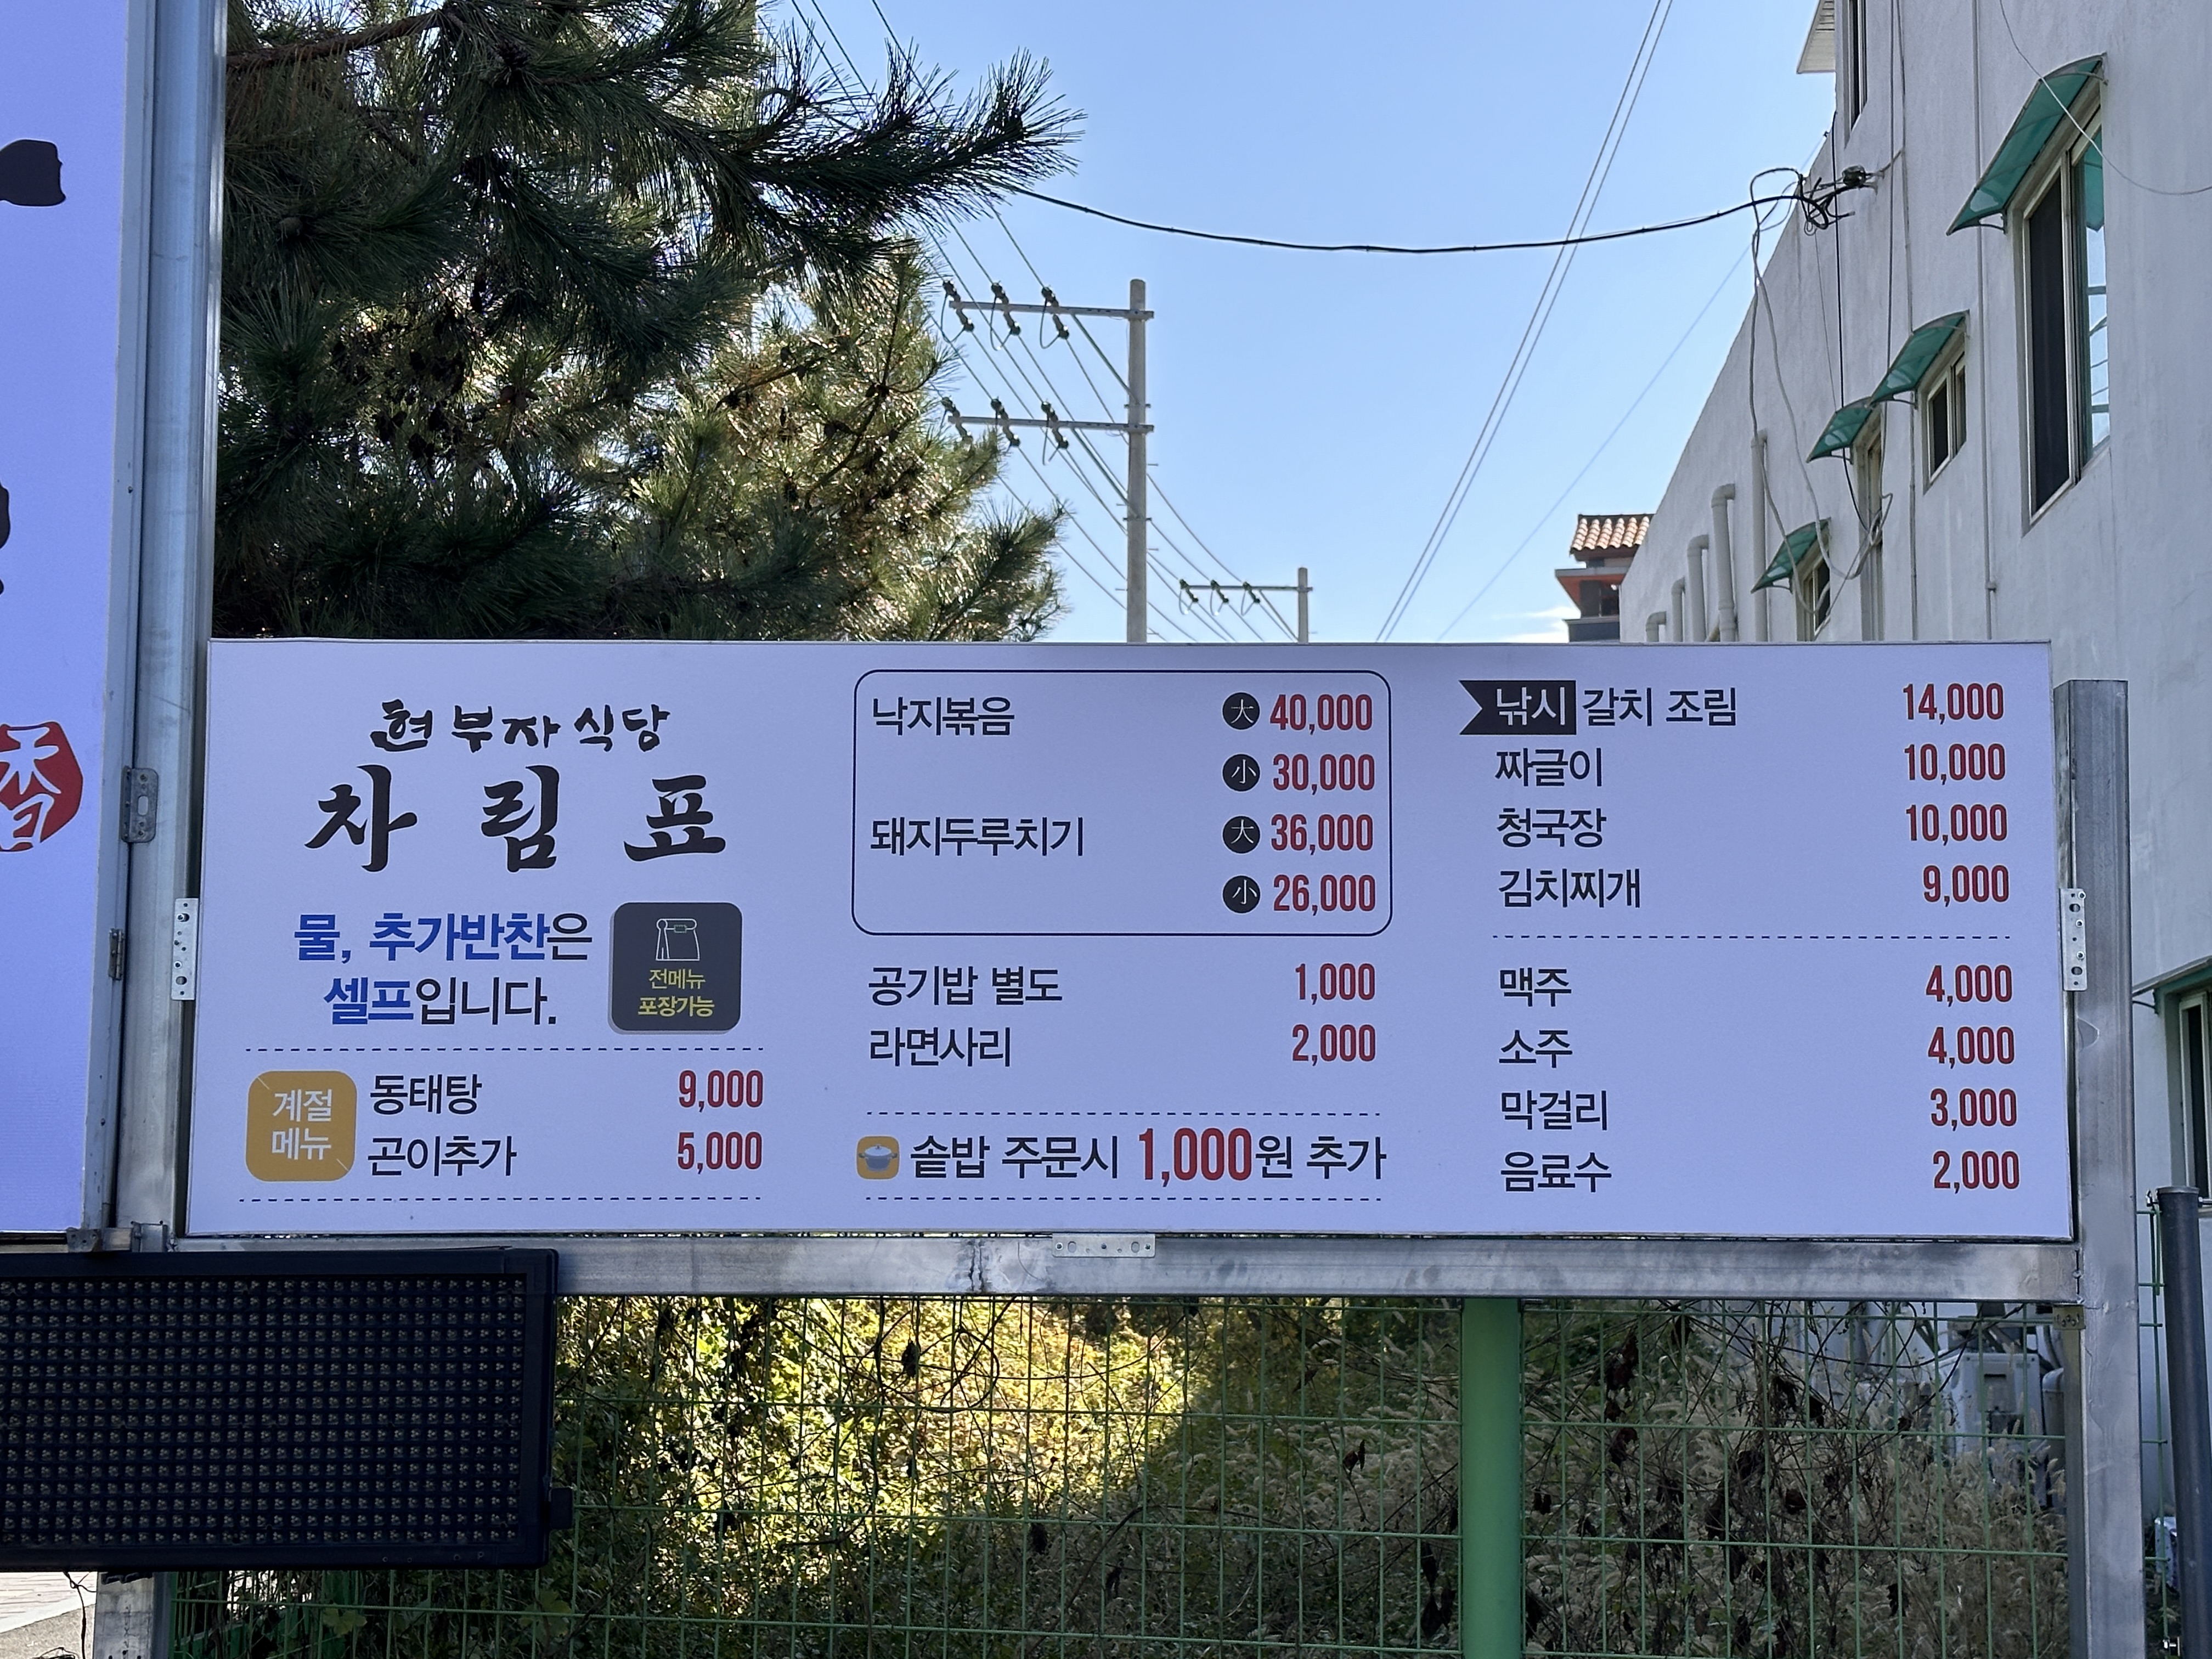 현 부자 식당
차림표
물, 추가반찬은
셀프입니다.
전메뉴
포장가능
계절
메뉴
동태탕 9,000
곤이추가 5,000
낙지볶음 大 40,000
小 30,000
돼지두루치기 大 36,000
小 26,000
공기밥 별도 1,000
라면사리 2,000
솥밥 주문시 1,000원 추가
낚시 갈치 조림 14,000
짜글이 10,000
청국장 10,000
김치찌개 9,000
맥주 4,000
소주 4,000
막걸리 3,000
음료수 2,000